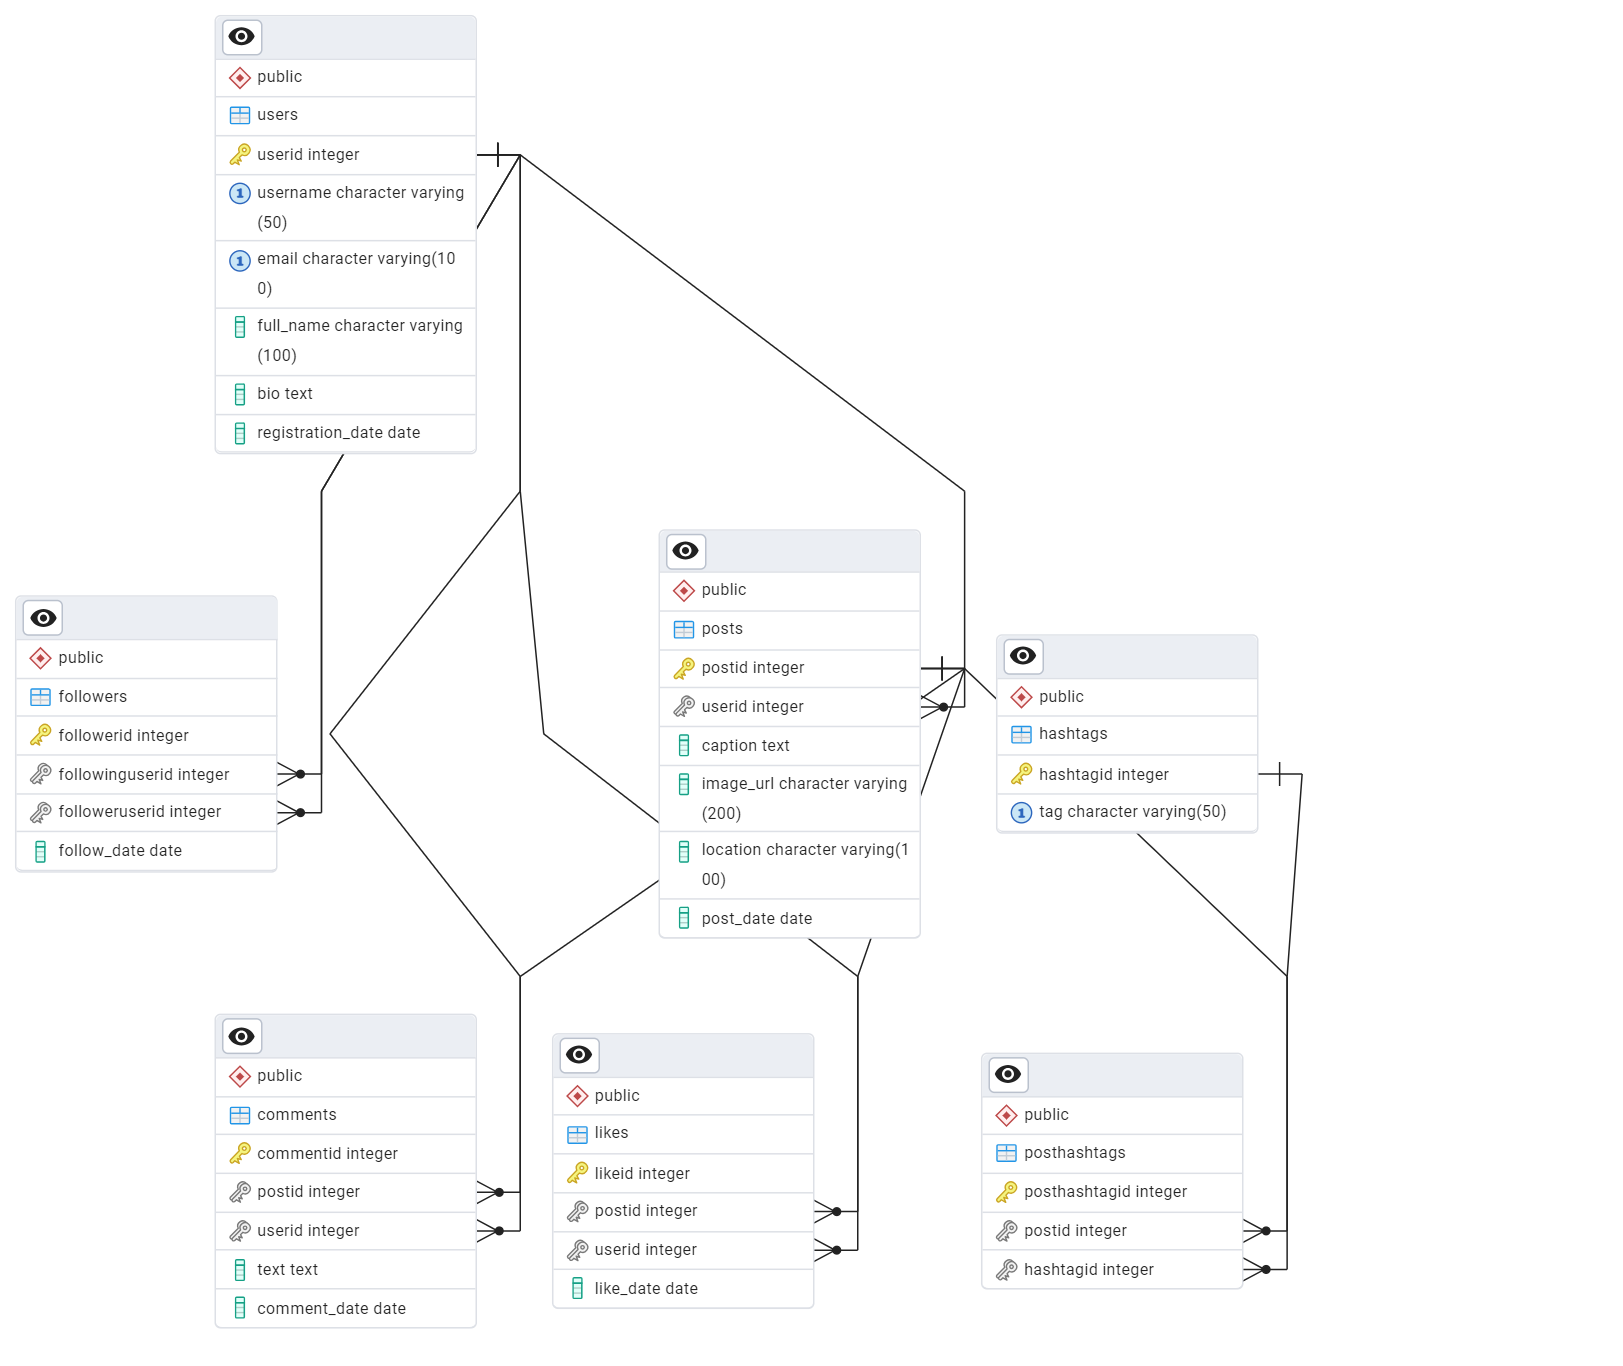 public
users
userid integer
username character varying
(50)
email character varying(10
0)
full_name character varying
(100)
bio text
registration_date date
public
followers
followerid integer
followinguserid integer
followeruserid integer
follow_date date
public
posts
postid integer
userid integer
caption text
image_url character varying
(200)
location character varying(1
00)
post_date date
public
hashtags
hashtagid integer
tag character varying(50)
public
comments
commentid integer
postid integer
userid integer
text text
comment_date date
public
likes
likeid integer
postid integer
userid integer
like_date date
public
posthashtags
posthashtagid integer
postid integer
hashtagid integer